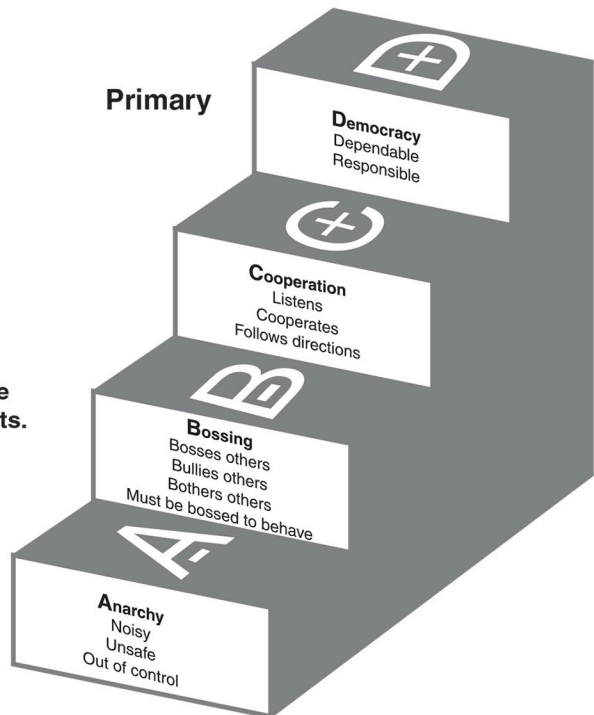 Primary
D
Democracy
Dependable
Responsible
C
Cooperation
Listens
Cooperates
Follows directions
ts.
B
Bossing
Bosses others
Bullies others
Bothers others
Must be bossed to behave
A
Anarchy
Noisy
Unsafe
Out of control